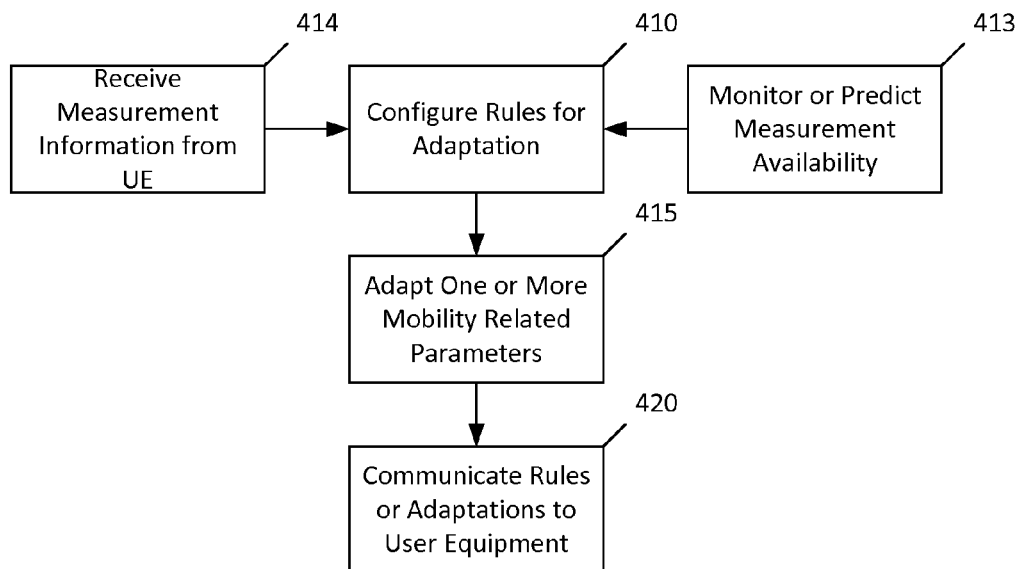 414
410
413
Receive
Measurement
Information from
UE
Configure Rules for
Adaptation
Monitor or Predict
Measurement
Availability
415
Adapt One or More
Mobility Related
Parameters
420
Communicate Rules
or Adaptations to
User Equipment